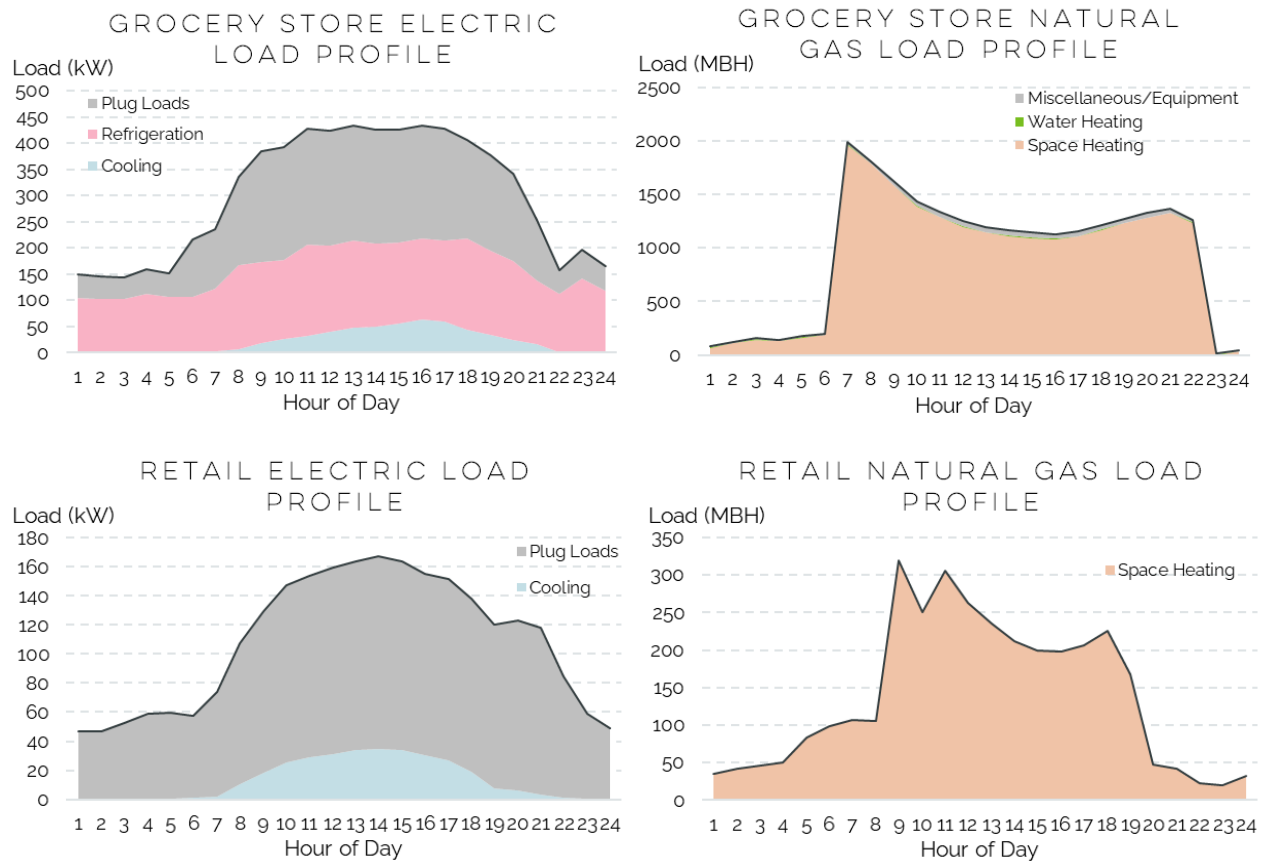 GROCERY STORE ELECTRIC
LOAD PROFILE
Load (kW)
500
450
400
350
300
250
200
150
100
50
0
Plug Loads
Refrigeration
Cooling
1 2 3 4 5 6 7 8 9 10 11 12 13 14 15 16 17 18 19 20 21 22 23 24
Hour of Day
GROCERY STORE NATURAL
GAS LOAD PROFILE
Load (MBH)
2500
2000
1500
1000
500
0
Miscellaneous/Equipment
Water Heating
Space Heating
1 2 3 4 5 6 7 8 9 10 11 12 13 14 15 16 17 18 19 20 21 22 23 24
Hour of Day
RETAIL ELECTRIC LOAD
PROFILE
Load (kW)
180
160
140
120
100
80
60
40
20
0
Plug Loads
Cooling
1 2 3 4 5 6 7 8 9 10 11 12 13 14 15 16 17 18 19 20 21 22 23 24
Hour of Day
RETAIL NATURAL GAS LOAD
PROFILE
Load (MBH)
350
300
250
200
150
100
50
0
Space Heating
1 2 3 4 5 6 7 8 9 10 11 12 13 14 15 16 17 18 19 20 21 22 23 24
Hour of Day